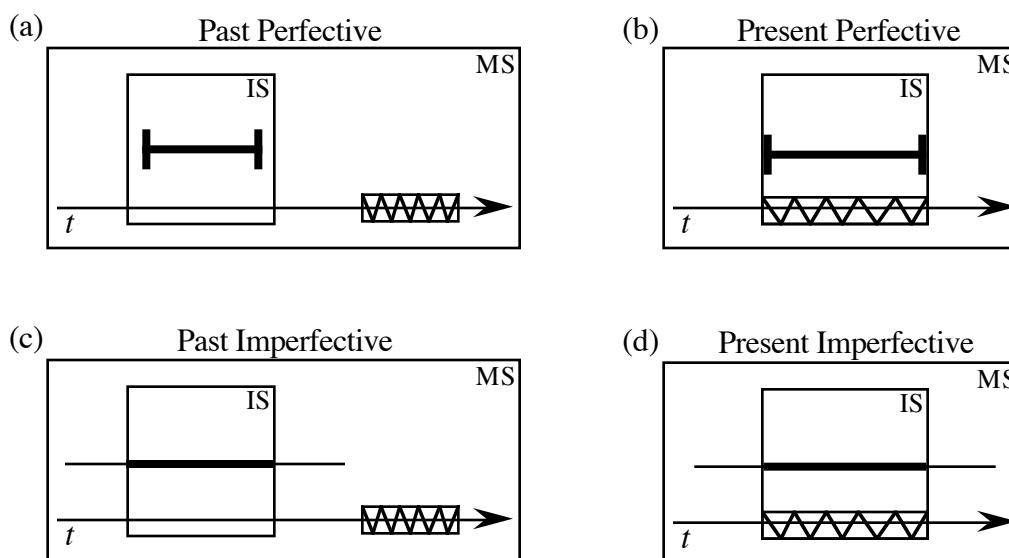 (a) Past Perfective
MS
IS
t
(b) Present Perfective
MS
IS
t
(c) Past Imperfective
MS
IS
t
(d) Present Imperfective
MS
IS
t